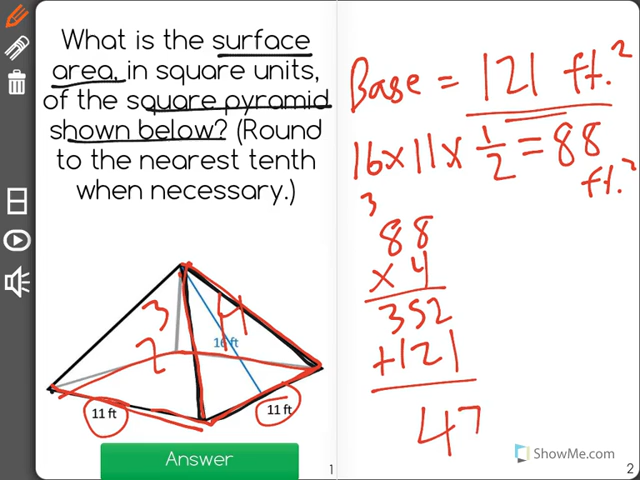 What is the surface
area, in square units,
of the square pyramid
shown below? (Round
to the nearest tenth
when necessary.)
3
4
2
16 ft
11 ft
11 ft
Answer
1
Base = 121 ft.²
16 x 11 x 1/2 = 88
ft.²
3
88
x 4
352
+121
47
ShowMe.com
2